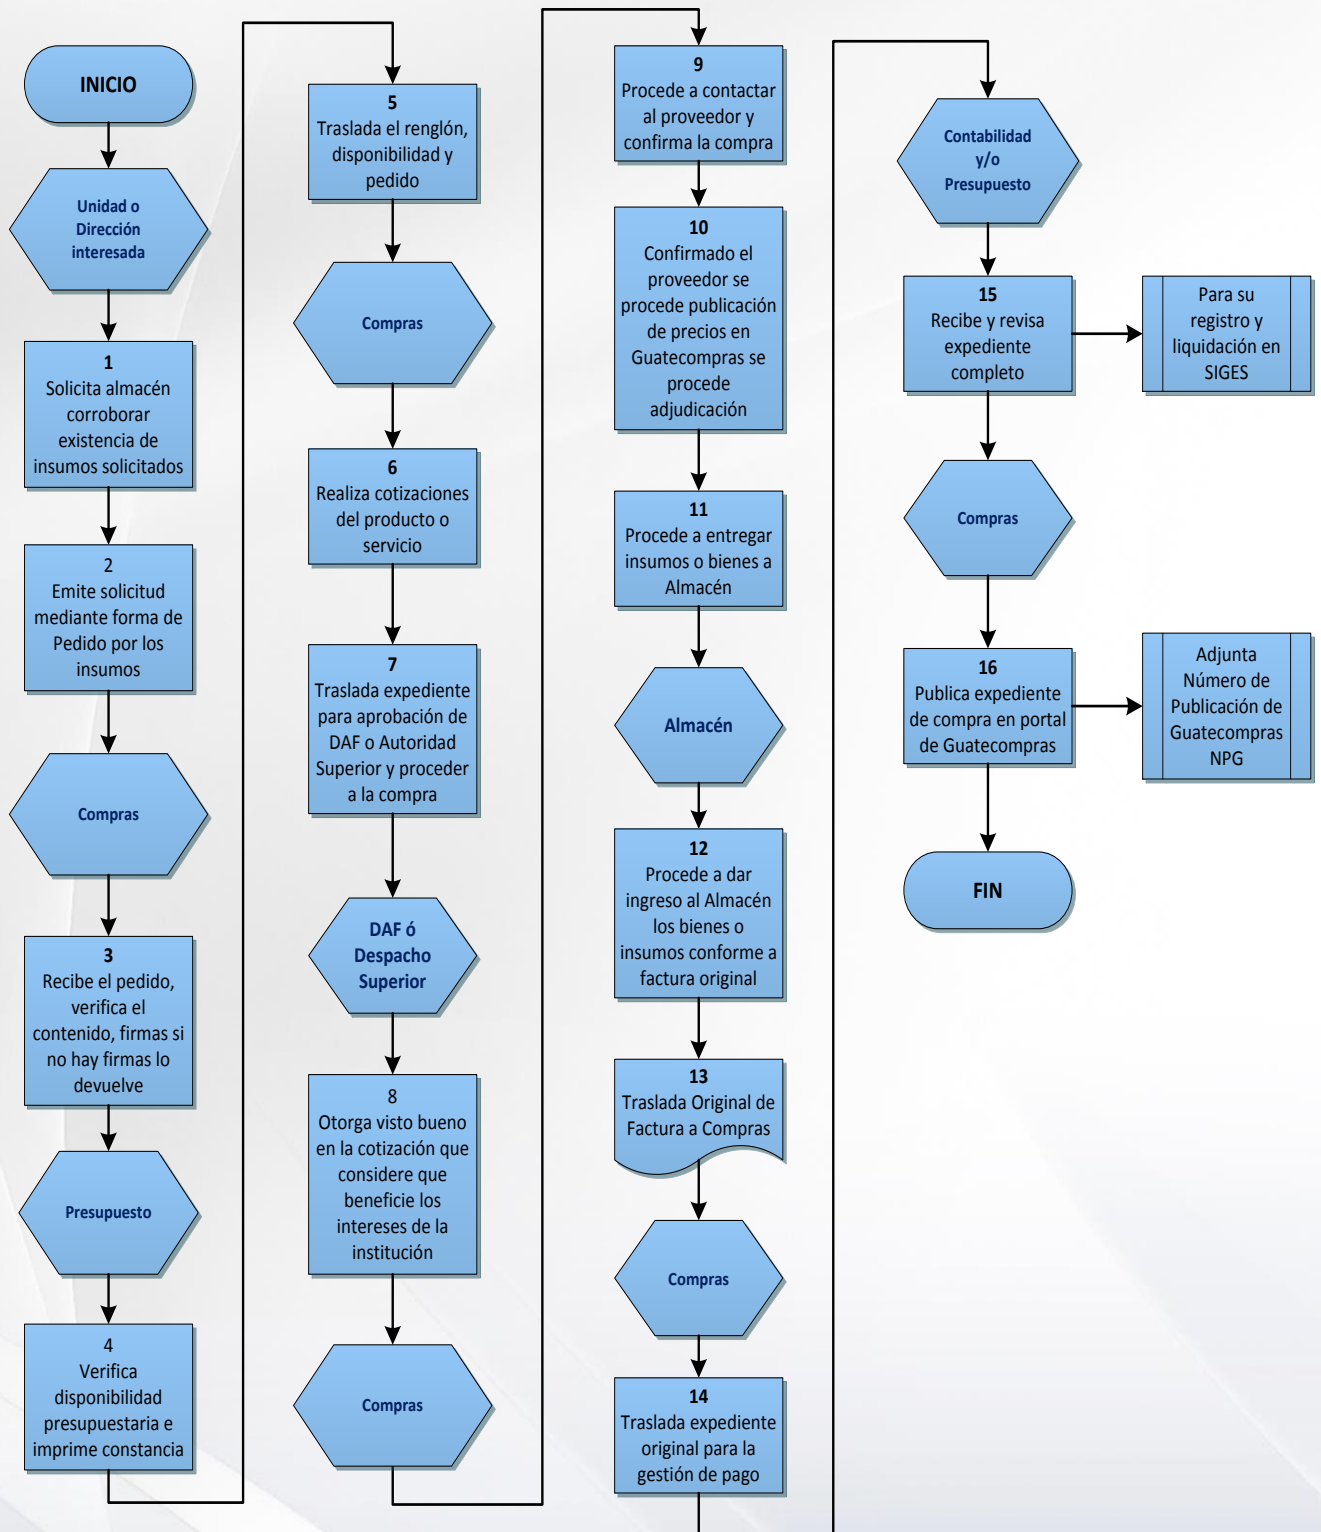 INICIO
Unidad o
Dirección
interesada
1
Solicita almacén
corroborar
existencia de
insumos solicitados
2
Emite solicitud
mediante forma de
Pedido por los
insumos
Compras
3
Recibe el pedido,
verifica el
contenido, firmas si
no hay firmas lo
devuelve
Presupuesto
4
Verifica
disponibilidad
presupuestaria e
imprime constancia
5
Traslada el renglón,
disponibilidad y
pedido
Compras
6
Realiza cotizaciones
del producto o
servicio
7
Traslada expediente
para aprobación de
DAF o Autoridad
Superior y proceder
a la compra
DAF ó
Despacho
Superior
8
Otorga visto bueno
en la cotización que
considere que
beneficie los
intereses de la
institución
Compras
9
Procede a contactar
al proveedor y
confirma la compra
10
Confirmado el
proveedor se
procede publicación
de precios en
Guatecompras se
procede
adjudicación
11
Procede a entregar
insumos o bienes a
Almacén
Almacén
12
Procede a dar
ingreso al Almacén
los bienes o
insumos conforme a
factura original
13
Traslada Original de
Factura a Compras
Compras
14
Traslada expediente
original para la
gestión de pago
Contabilidad
y/o
Presupuesto
15
Recibe y revisa
expediente
completo
Para su
registro y
liquidación en
SIGES
Compras
16
Publica expediente
de compra en portal
de Guatecompras
Adjunta
Número de
Publicación de
Guatecompras
NPG
FIN